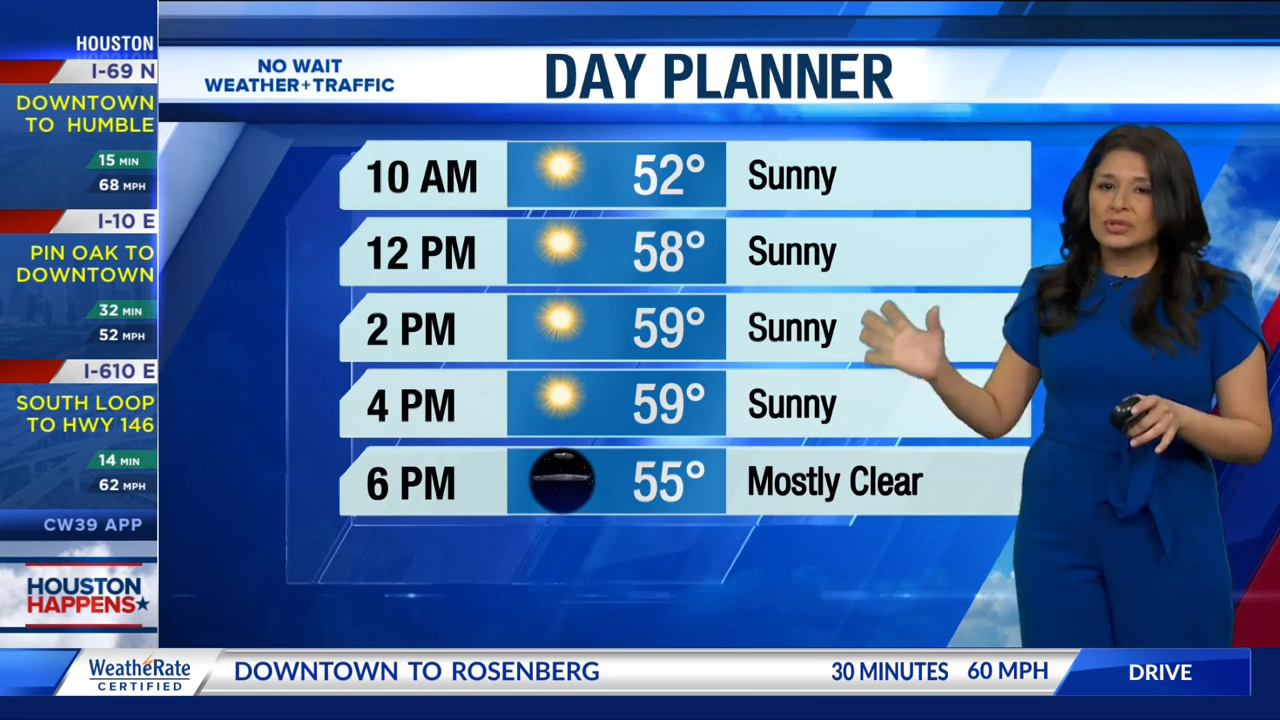 HOUSTON
I-69 N
DOWNTOWN
TO HUMBLE
15 MIN
68 MPH
I-10 E
PIN OAK TO
DOWNTOWN
32 MIN
52 MPH
I-610 E
SOUTH LOOP
TO HWY 146
14 MIN
62 MPH
CW39 APP
HOUSTON
HAPPENS
NO WAIT
WEATHER+TRAFFIC
DAY PLANNER
10 AM 52° Sunny
12 PM 58° Sunny
2 PM 59° Sunny
4 PM 59° Sunny
6 PM 55° Mostly Clear
WeatheRate
CERTIFIED
DOWNTOWN TO ROSENBERG 30 MINUTES 60 MPH DRIVE